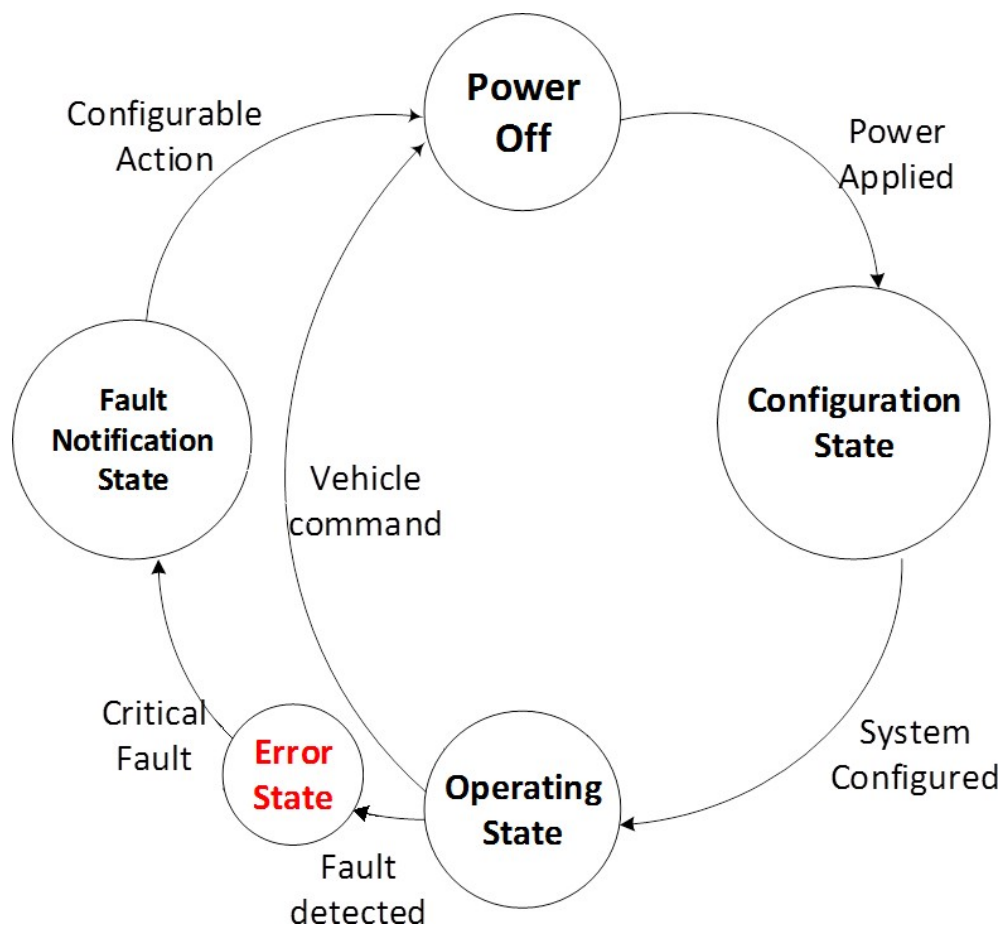 Power
Off
Configurable
Action
Power
Applied
Configuration
State
Fault
Notification
State
Vehicle
command
Critical
Fault
Error
State
Operating
State
System
Configured
Fault
detected